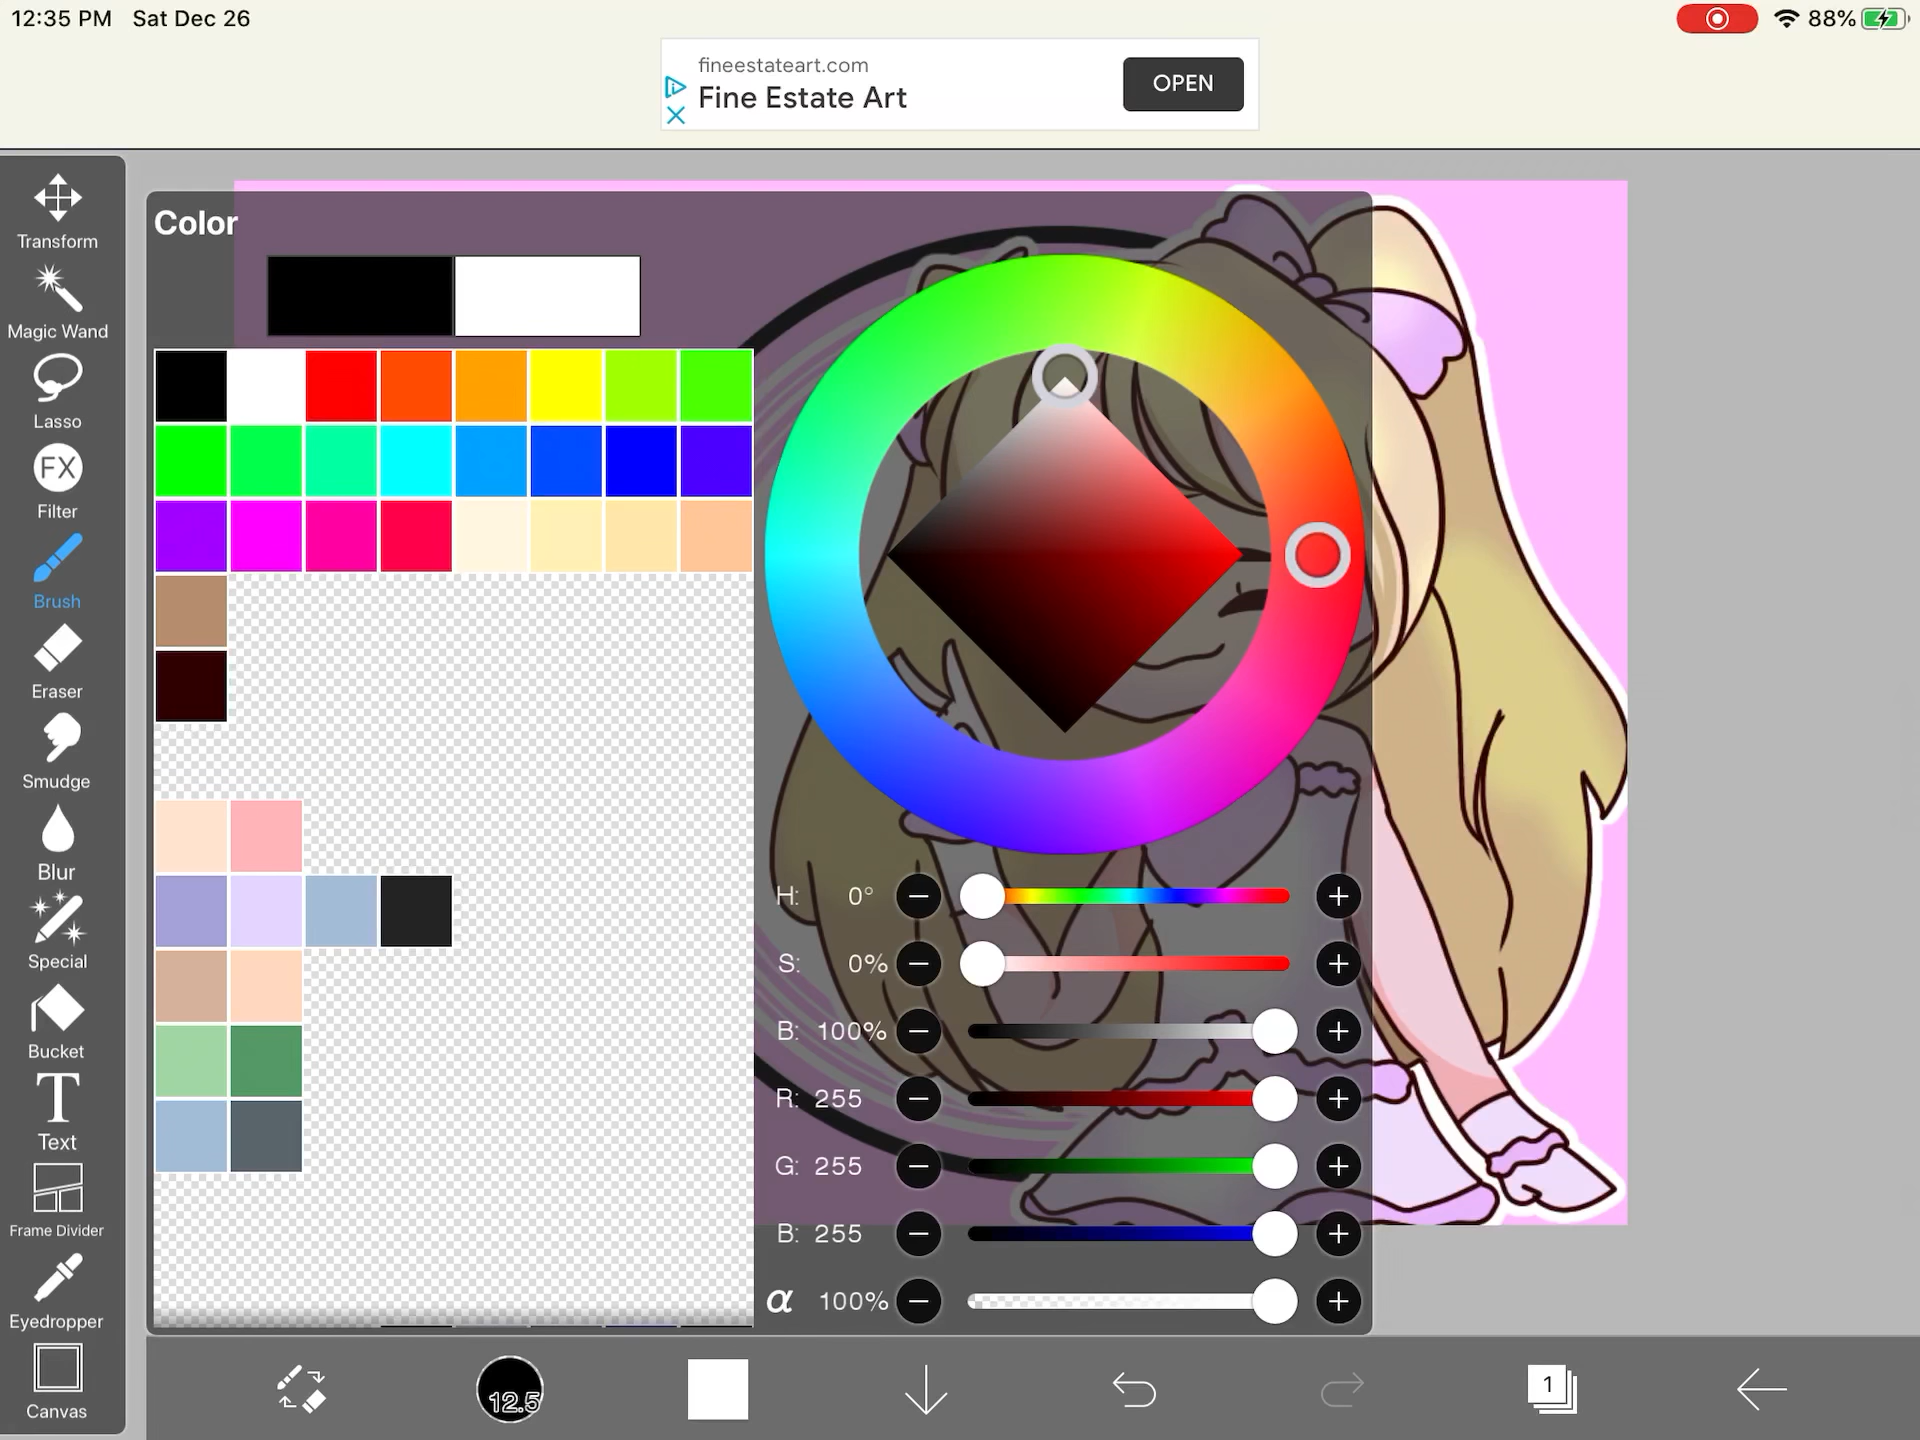 12:35 PM Sat Dec 26
88%
fineestateart.com
Fine Estate Art
OPEN
Transform
Magic Wand
Lasso
FX
Filter
Brush
Eraser
Smudge
Blur
Special
Bucket
T
Text
Frame Divider
Eyedropper
Canvas
Color
H: 0°
S: 0%
B: 100%
R: 255
G: 255
B: 255
α 100%
12.5
1